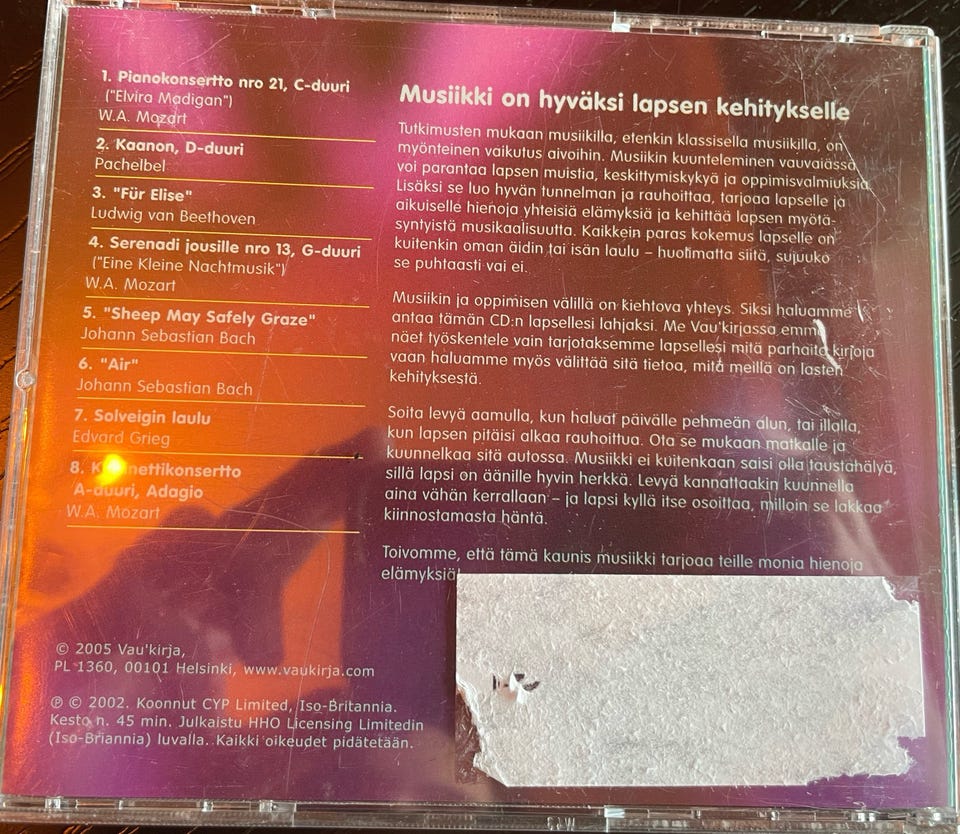 1. Pianokonsertto nro 21, C-duuri
("Elvira Madigan")
W.A. Mozart
2. Kaanon, D-duuri
Pachelbel
3. "Für Elise"
Ludwig van Beethoven
4. Serenadi jousille nro 13, G-duuri
("Eine Kleine Nachtmusik")
W.A. Mozart
5. "Sheep May Safely Graze"
Johann Sebastian Bach
6. "Air"
Johann Sebastian Bach
7. Solveigin laulu
Edvard Grieg
8.
A-duuri, Adagio
W.A. Mozart
Musiikki on hyväksi lapsen kehitykselle
Tutkimusten mukaan musiikilla, etenkin klassisella musiikilla, on
myönteinen vaikutus aivoihin. Musiikin kuunteleminen vauvaiässä
voi parantaa lapsen muistia, keskittymiskykyä ja oppimisvalmiuksia.
Lisäksi se luo hyvän tunnelman ja rauhoittaa, tarjoaa lapselle ja
aikuiselle hienoja yhteisiä elämyksiä ja kehittää lapsen myötä-
syntyistä musikaalisuutta. Kaikkein paras kokemus lapselle on
kuitenkin oman äidin tai isän laulu – huolimatta siitä, sujuuko
se puhtaasti vai ei.
Musiikin ja oppimisen välillä on kiehtova yhteys. Siksi haluamme
antaa tämän CD:n lapsellesi lahjaksi. Me Vau'kirjassa emme
näet työskentele vain tarjotaksemme lapsellesi mitä parhaita kirjoja
vaan haluamme myös välittää sitä tietoa, mitä meillä on lasten
kehityksestä.
Soita levyä aamulla, kun haluat päivälle pehmeän alun, tai illalla,
kun lapsen pitäisi alkaa rauhoittua. Ota se mukaan matkalle ja
kuunnelkaa sitä autossa. Musiikki ei kuitenkaan saisi olla taustahälyä,
sillä lapsi on äänille hyvin herkkä. Levyä kannattaakin kuunnella
aina vähän kerrallaan – ja lapsi kyllä itse osoittaa, milloin se lakkaa
kiinnostamasta häntä.
Toivomme, että tämä kaunis musiikki tarjoaa teille monia hienoja
elämyksiä!
© 2005 Vau'kirja,
PL 1360, 00101 Helsinki, www.vaukirja.com
℗ © 2002. Koonnut CYP Limited, Iso-Britannia.
Kesto n. 45 min. Julkaistu HHO Licensing Limitedin
(Iso-Briannia) luvalla. Kaikki oikeudet pidätetään.